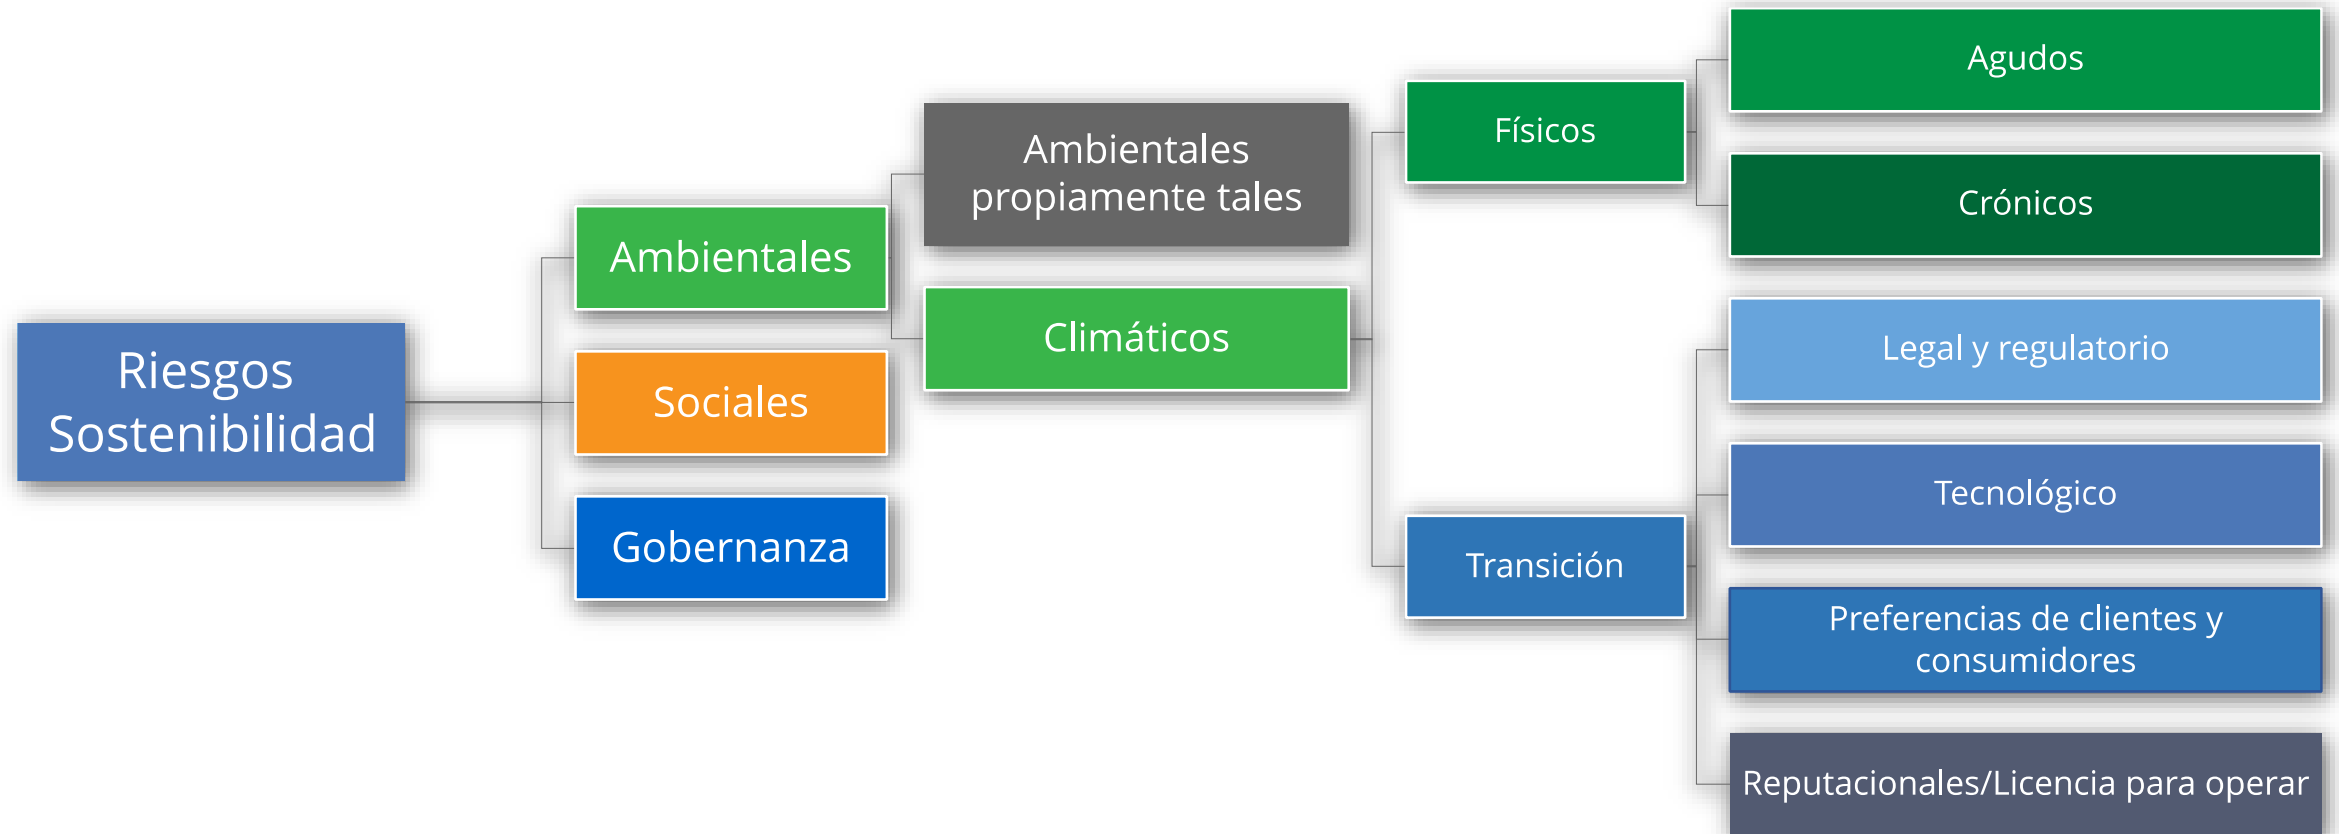 Riesgos
Sostenibilidad
Ambientales
Sociales
Gobernanza
Ambientales
propiamente tales
Climáticos
Físicos
Transición
Agudos
Crónicos
Legal y regulatorio
Tecnológico
Preferencias de clientes y
consumidores
Reputacionales/Licencia para operar